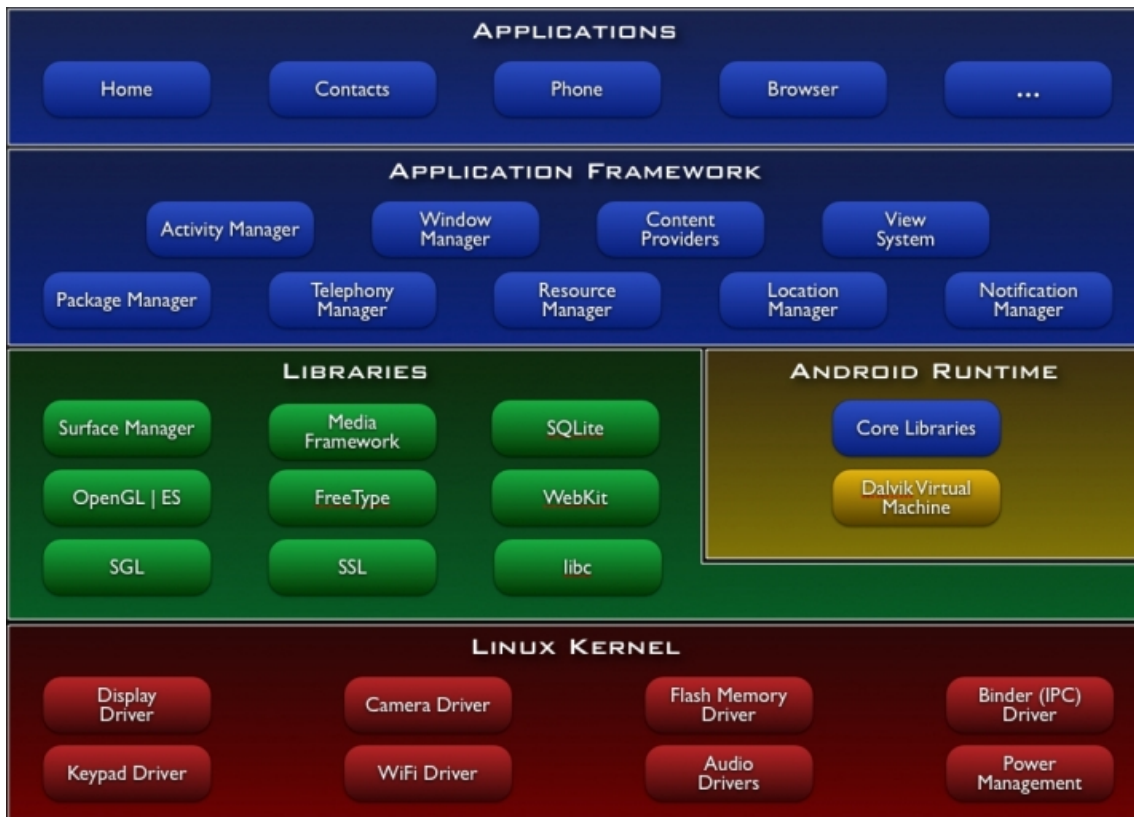 APPLICATIONS
Home
Contacts
Phone
Browser
...
APPLICATION FRAMEWORK
Activity Manager
Window
Manager
Content
Providers
View
System
Package Manager
Telephony
Manager
Resource
Manager
Location
Manager
Notification
Manager
LIBRARIES
Surface Manager
Media
Framework
SQLite
OpenGL | ES
FreeType
WebKit
SGL
SSL
libc
ANDROID RUNTIME
Core Libraries
Dalvik Virtual
Machine
LINUX KERNEL
Display
Driver
Camera Driver
Flash Memory
Driver
Binder (IPC)
Driver
Keypad Driver
WiFi Driver
Audio
Drivers
Power
Management